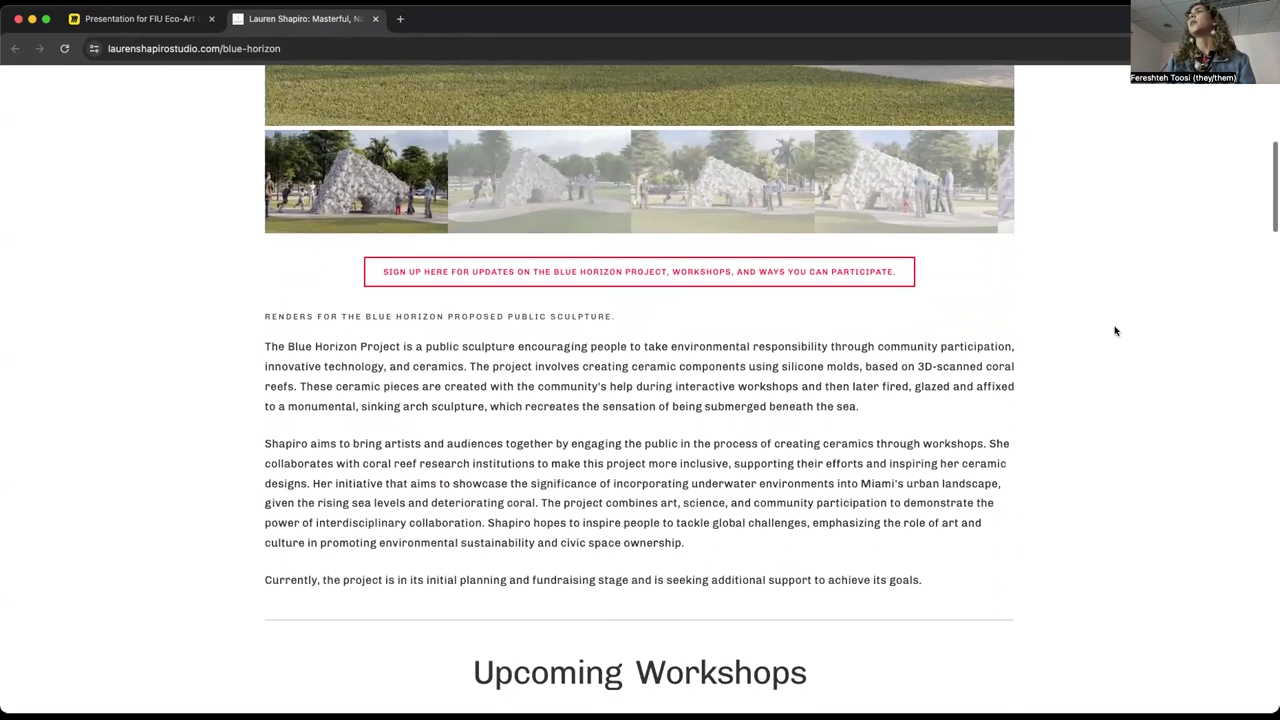 Presentation for FIU Eco-Art
Lauren Shapiro: Masterful, Na
laurenshapirostudio.com/blue-horizon
Fereshteh Toosi (they/them)
SIGN UP HERE FOR UPDATES ON THE BLUE HORIZON PROJECT, WORKSHOPS, AND WAYS YOU CAN PARTICIPATE.
RENDERS FOR THE BLUE HORIZON PROPOSED PUBLIC SCULPTURE.
The Blue Horizon Project is a public sculpture encouraging people to take environmental responsibility through community participation,
innovative technology, and ceramics. The project involves creating ceramic components using silicone molds, based on 3D-scanned coral
reefs. These ceramic pieces are created with the community's help during interactive workshops and then later fired, glazed and affixed
to a monumental, sinking arch sculpture, which recreates the sensation of being submerged beneath the sea.
Shapiro aims to bring artists and audiences together by engaging the public in the process of creating ceramics through workshops. She
collaborates with coral reef research institutions to make this project more inclusive, supporting their efforts and inspiring her ceramic
designs. Her initiative that aims to showcase the significance of incorporating underwater environments into Miami's urban landscape,
given the rising sea levels and deteriorating coral. The project combines art, science, and community participation to demonstrate the
power of interdisciplinary collaboration. Shapiro hopes to inspire people to tackle global challenges, emphasizing the role of art and
culture in promoting environmental sustainability and civic space ownership.
Currently, the project is in its initial planning and fundraising stage and is seeking additional support to achieve its goals.
Upcoming Workshops